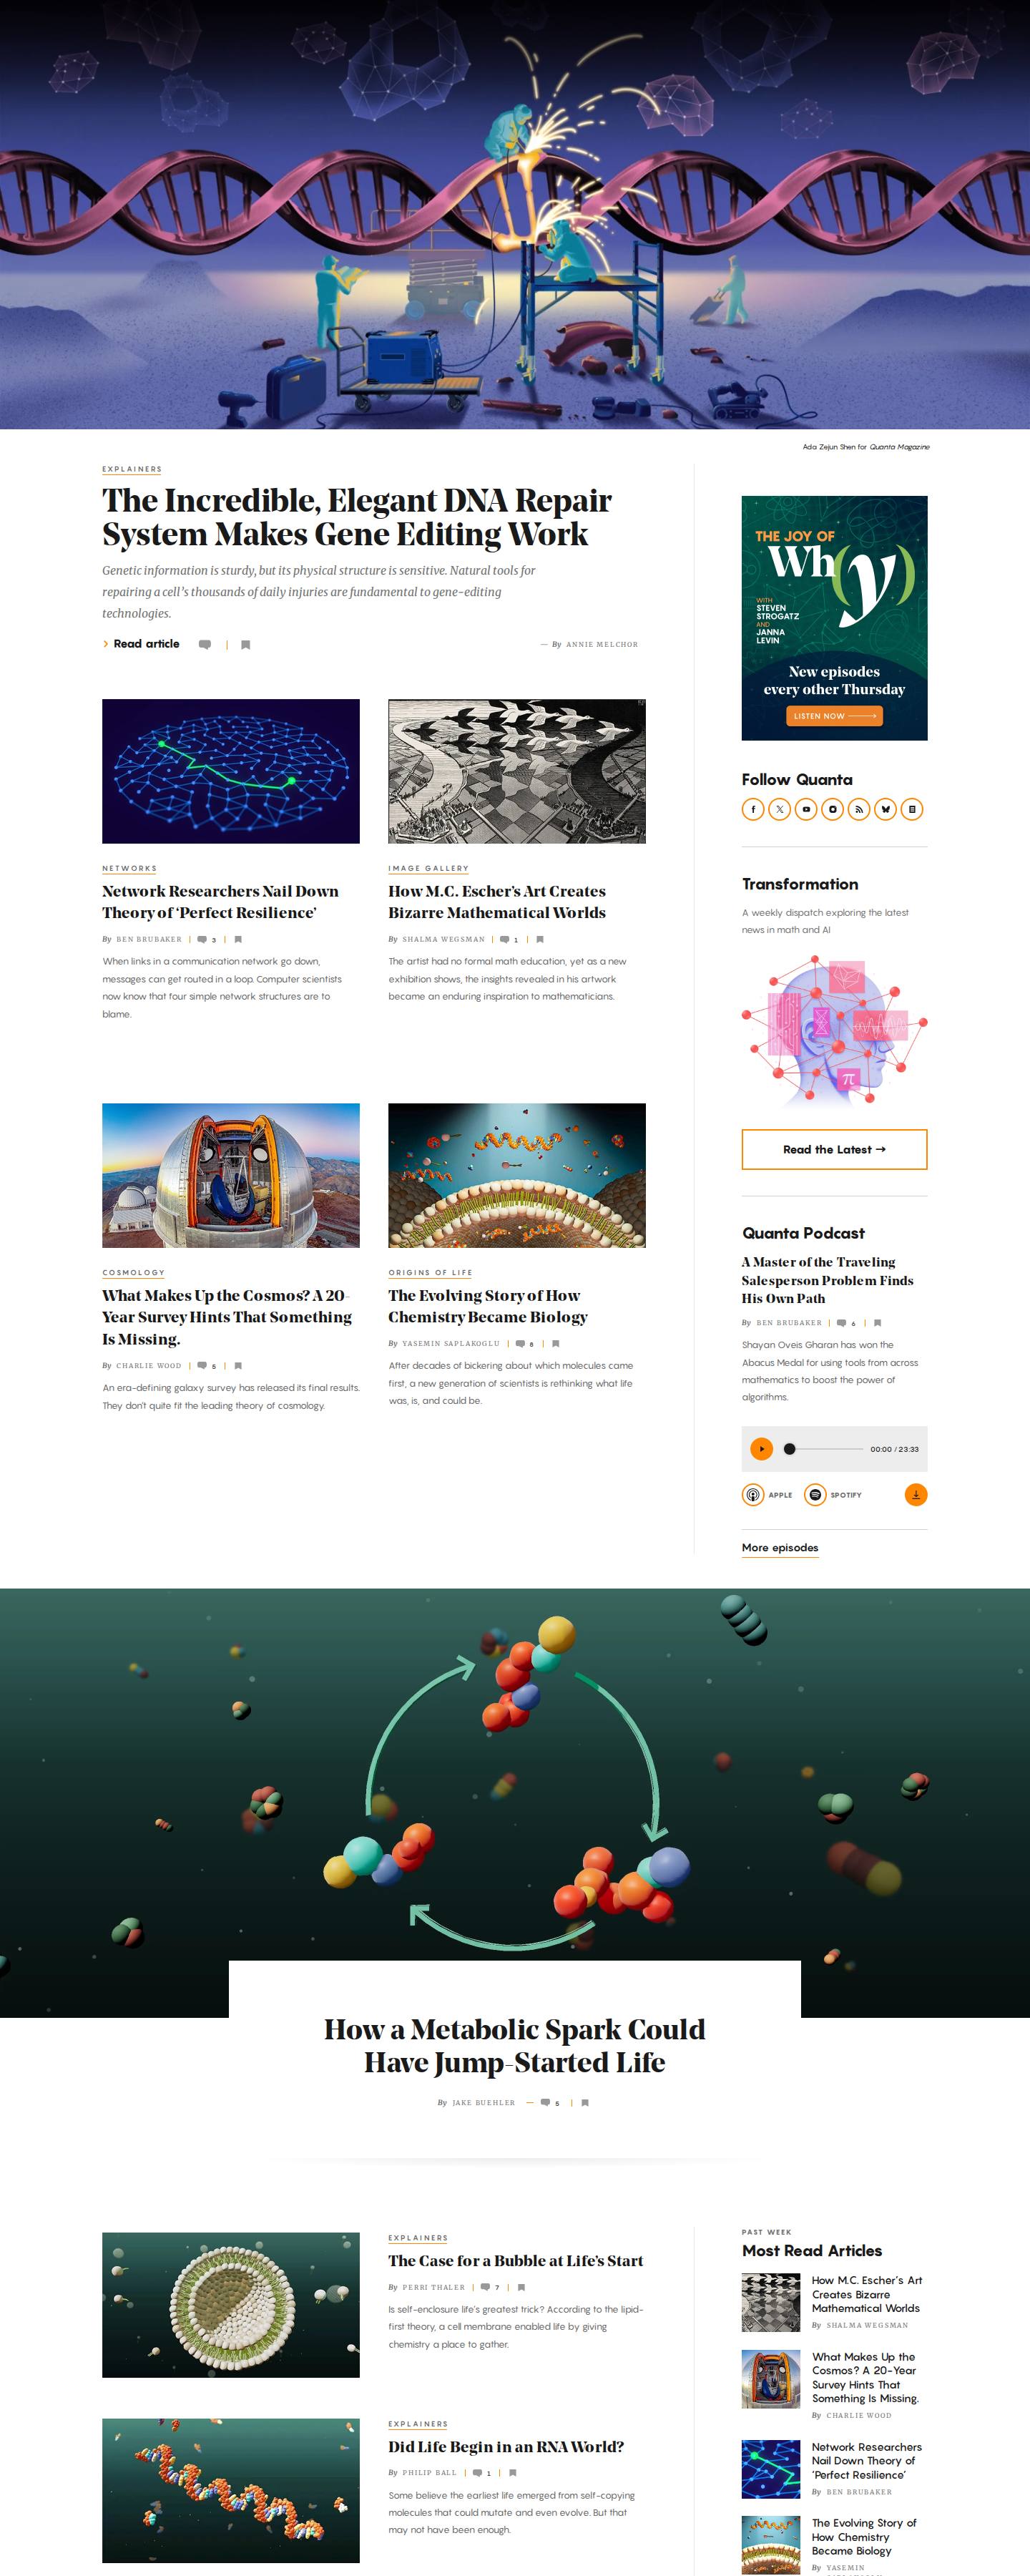 Ada Zejun Shen for Quanta Magazine
EXPLAINERS
The Incredible, Elegant DNA Repair
System Makes Gene Editing Work
Genetic information is sturdy, but its physical structure is sensitive. Natural tools for
repairing a cell's thousands of daily injuries are fundamental to gene-editing
technologies.
Read article
— By ANNIE MELCHOR
NETWORKS
Network Researchers Nail Down
Theory of ‘Perfect Resilience’
By BEN BRUBAKER | 3 |
When links in a communication network go down,
messages can get routed in a loop. Computer scientists
now know that four simple network structures are to
blame.
IMAGE GALLERY
How M.C. Escher’s Art Creates
Bizarre Mathematical Worlds
By SHALMA WEGSMAN | 1 |
The artist had no formal math education, yet as a new
exhibition shows, the insights revealed in his artwork
became an enduring inspiration to mathematicians.
COSMOLOGY
What Makes Up the Cosmos? A 20-
Year Survey Hints That Something
Is Missing.
By CHARLIE WOOD | 5 |
An era-defining galaxy survey has released its final results.
They don’t quite fit the leading theory of cosmology.
ORIGINS OF LIFE
The Evolving Story of How
Chemistry Became Biology
By YASEMIN SAPLAKOGLU | 8 |
After decades of bickering about which molecules came
first, a new generation of scientists is rethinking what life
was, is, and could be.
THE JOY OF
Wh(y)
WITH
STEVEN
STROGATZ
AND
JANNA
LEVIN
New episodes
every other Thursday
LISTEN NOW
Follow Quanta
Transformation
A weekly dispatch exploring the latest
news in math and AI
π
Read the Latest →
Quanta Podcast
A Master of the Traveling
Salesperson Problem Finds
His Own Path
By BEN BRUBAKER | 6 |
Shayan Oveis Gharan has won the
Abacus Medal for using tools from across
mathematics to boost the power of
algorithms.
00:00 / 23:33
APPLE
SPOTIFY
More episodes
How a Metabolic Spark Could
Have Jump-Started Life
By JAKE BUEHLER — 5 |
EXPLAINERS
The Case for a Bubble at Life’s Start
By PERRI THALER | 7 |
Is self-enclosure life’s greatest trick? According to the lipid-
first theory, a cell membrane enabled life by giving
chemistry a place to gather.
EXPLAINERS
Did Life Begin in an RNA World?
By PHILIP BALL | 1 |
Some believe the earliest life emerged from self-copying
molecules that could mutate and even evolve. But that
may not have been enough.
PAST WEEK
Most Read Articles
How M.C. Escher’s Art
Creates Bizarre
Mathematical Worlds
By SHALMA WEGSMAN
What Makes Up the
Cosmos? A 20-Year
Survey Hints That
Something Is Missing.
By CHARLIE WOOD
Network Researchers
Nail Down Theory of
‘Perfect Resilience’
By BEN BRUBAKER
The Evolving Story of
How Chemistry
Became Biology
By YASEMIN